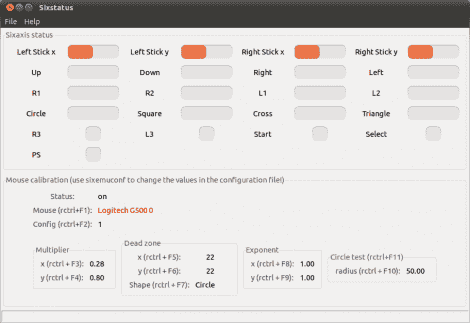 Sixstatus
File Help
Sixaxis status
Left Stick x Left Stick y Right Stick x Right Stick y
Up Down Right Left
R1 R2 L1 L2
Circle Square Cross Triangle
R3 L3 Start Select
PS
Mouse calibration (use sixemuconf to change the values in the configuration file!)
Status: on
Mouse (rctrl+F1): Logitech G500 0
Config (rctrl+F2): 1
Multiplier
x (rctrl + F3): 0.28
y (rctrl + F4): 0.80
Dead zone
x (rctrl + F5): 22
y (rctrl + F6): 22
Shape (rctrl + F7): Circle
Exponent
x (rctrl + F8): 1.00
y (rctrl + F9): 1.00
Circle test (rctrl+F11)
radius (rctrl + F10): 50.00